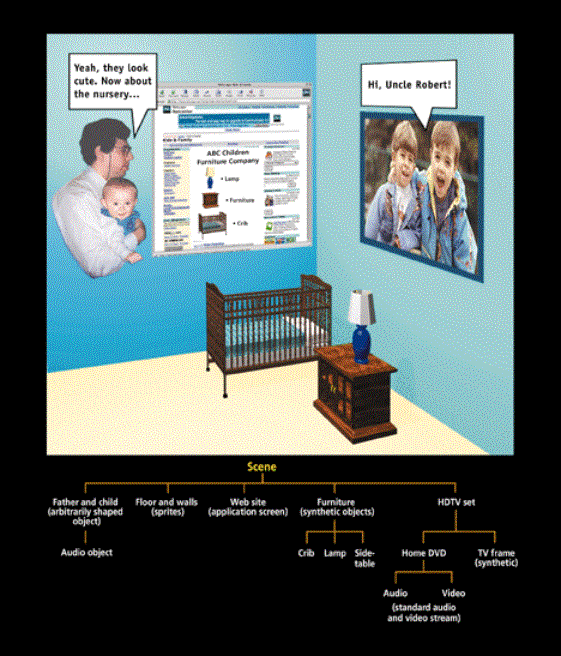 Yeah, they look
cute. Now about
the nursery...
Hi, Uncle Robert!
ABC Children
Furniture Company
• Lamp
• Furniture
• Crib
Scene
Father and child
(arbitrarily shaped
object)
Floor and walls
(sprites)
Web site
(application screen)
Furniture
(synthetic objects)
HDTV set
Audio object
Crib
Lamp
Side-
table
Home DVD
TV frame
(synthetic)
Audio
Video
(standard audio
and video stream)